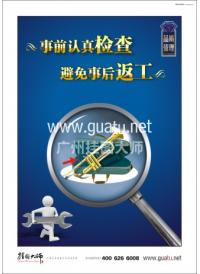 事前认真检查
避免事后返工
品质
管理
www.guatu.net
广州挂图大师
挂图大师
400 626 6008
www.guatu.net